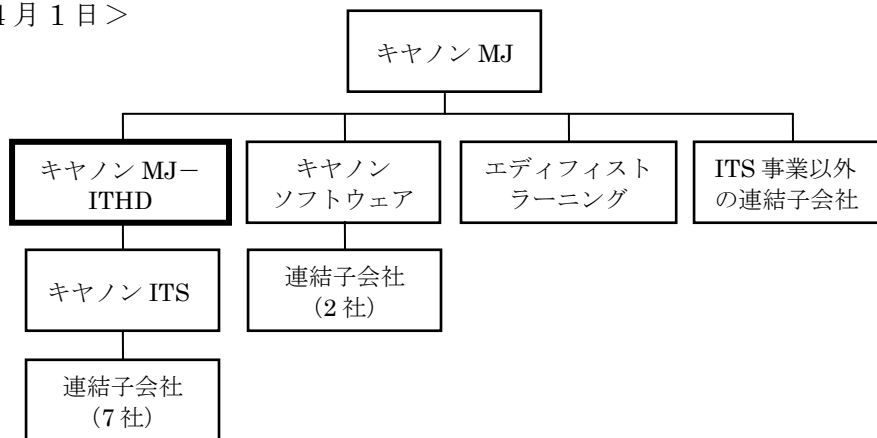 月 1 日＞
キヤノン MJ
キヤノン MJ－
ITHD
キヤノン
ソフトウェア
エディフィスト
ラーニング
ITS 事業以外
の連結子会社
キヤノン ITS
連結子会社
（2 社）
連結子会社
（7 社）